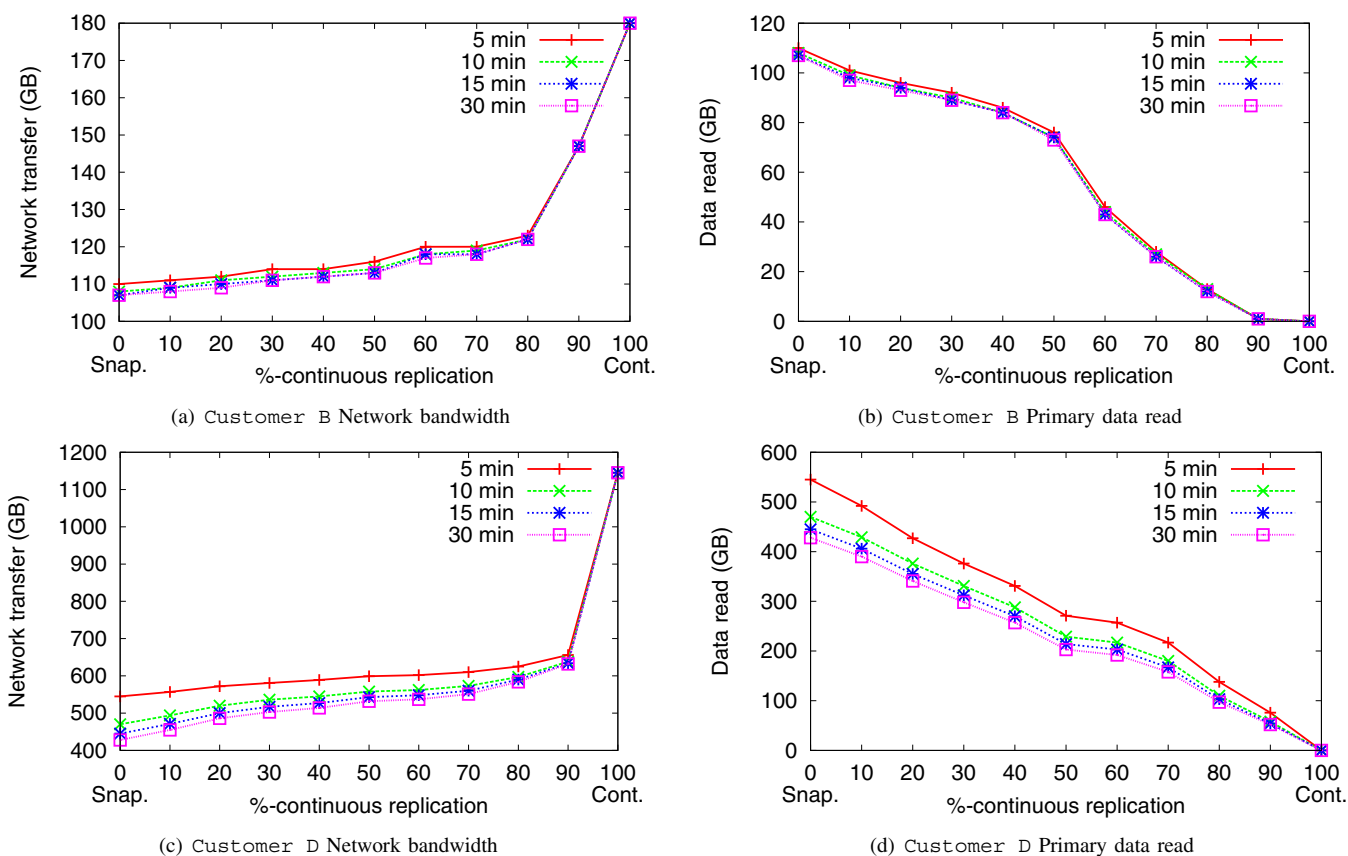 180
170
160
150
140
130
120
110
100
Network transfer (GB)
5 min
10 min
15 min
30 min
0 10 20 30 40 50 60 70 80 90 100
Snap. %-continuous replication Cont.
(a) Customer B Network bandwidth
120
100
80
60
40
20
0
Data read (GB)
5 min
10 min
15 min
30 min
0 10 20 30 40 50 60 70 80 90 100
Snap. %-continuous replication Cont.
(b) Customer B Primary data read
1200
1100
1000
900
800
700
600
500
400
Network transfer (GB)
5 min
10 min
15 min
30 min
0 10 20 30 40 50 60 70 80 90 100
Snap. %-continuous replication Cont.
(c) Customer D Network bandwidth
600
500
400
300
200
100
0
Data read (GB)
5 min
10 min
15 min
30 min
0 10 20 30 40 50 60 70 80 90 100
Snap. %-continuous replication Cont.
(d) Customer D Primary data read